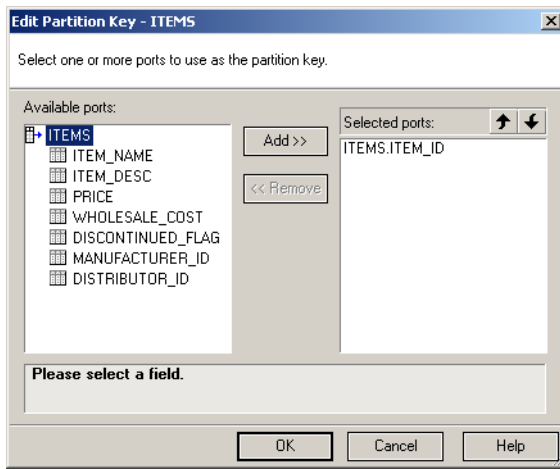 Edit Partition Key - ITEMS
Select one or more ports to use as the partition key.
Available ports:
ITEMS
ITEM_NAME
ITEM_DESC
PRICE
WHOLESALE_COST
DISCONTINUED_FLAG
MANUFACTURER_ID
DISTRIBUTOR_ID
Add >>
<< Remove
Selected ports:
ITEMS.ITEM_ID
Please select a field.
OK
Cancel
Help